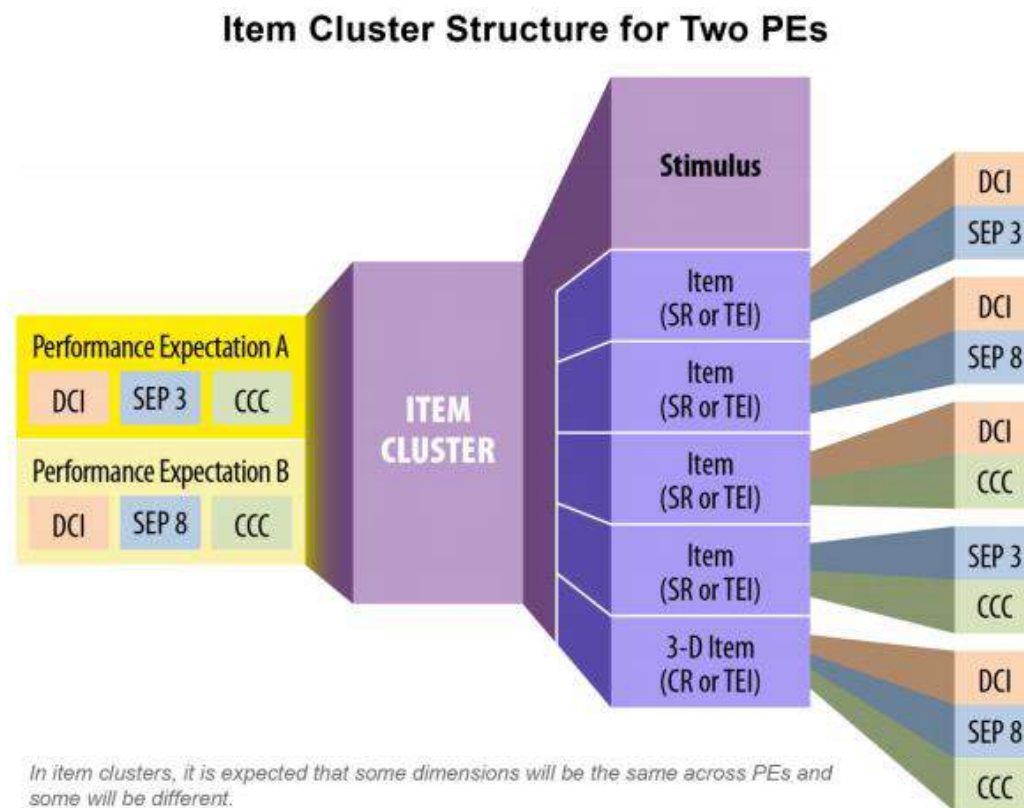 Item Cluster Structure for Two PEs
Performance Expectation A
DCI
SEP 3
CCC
Performance Expectation B
DCI
SEP 8
CCC
ITEM
CLUSTER
Stimulus
Item
(SR or TEI)
Item
(SR or TEI)
Item
(SR or TEI)
Item
(SR or TEI)
3-D Item
(CR or TEI)
DCI
SEP 3
DCI
SEP 8
DCI
CCC
SEP 3
CCC
DCI
SEP 8
CCC
In item clusters, it is expected that some dimensions will be the same across PEs and
some will be different.